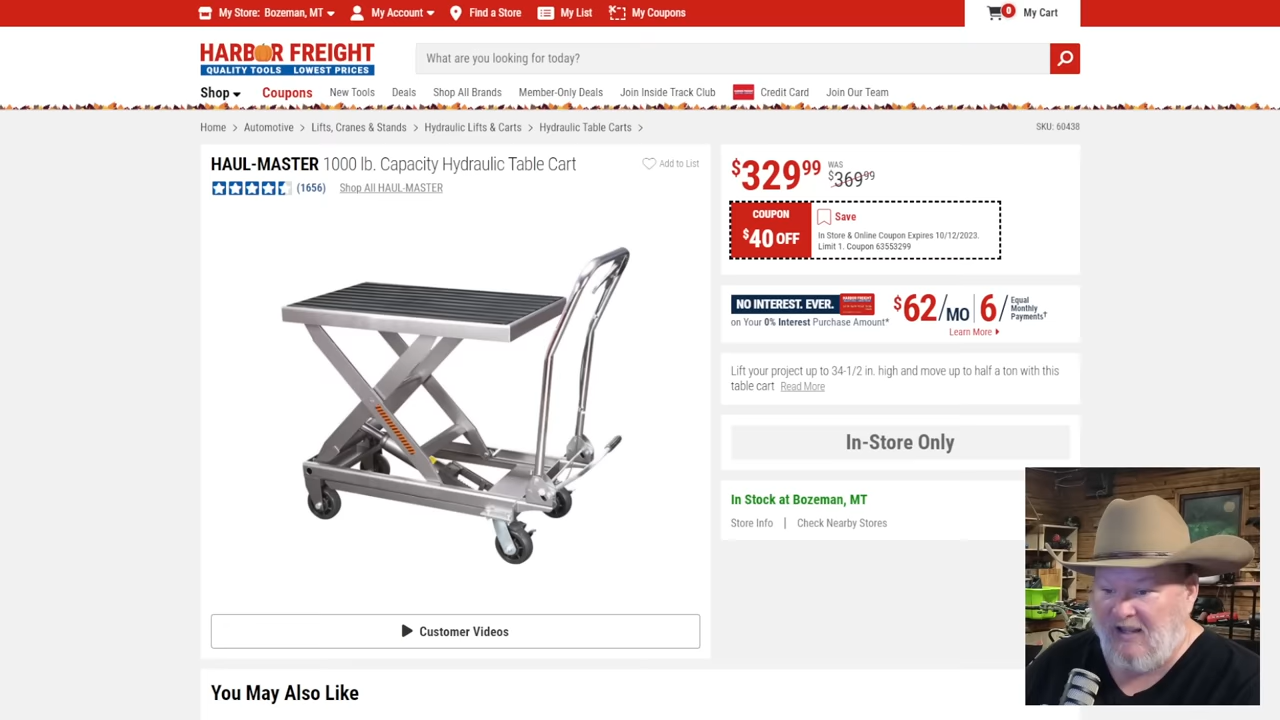 My Store: Bozeman, MT
My Account
Find a Store
My List
My Coupons
0
My Cart
HARBOR FREIGHT
QUALITY TOOLS LOWEST PRICES
What are you looking for today?
Shop
Coupons
New Tools
Deals
Shop All Brands
Member-Only Deals
Join Inside Track Club
Credit Card
Join Our Team
Home > Automotive > Lifts, Cranes & Stands > Hydraulic Lifts & Carts > Hydraulic Table Carts >
SKU: 60438
HAUL-MASTER 1000 lb. Capacity Hydraulic Table Cart
Add to List
(1656)
Shop All HAUL-MASTER
$329.99
WAS
$369.99
COUPON
$40 OFF
Save
In Store & Online Coupon Expires 10/12/2023.
Limit 1. Coupon 63553299
NO INTEREST. EVER.
on Your 0% Interest Purchase Amount*
$62/MO | 6/
Equal
Monthly
Payments†
Learn More
Lift your project up to 34-1/2 in. high and move up to half a ton with this
table cart Read More
In-Store Only
In Stock at Bozeman, MT
Store Info | Check Nearby Stores
Customer Videos
You May Also Like